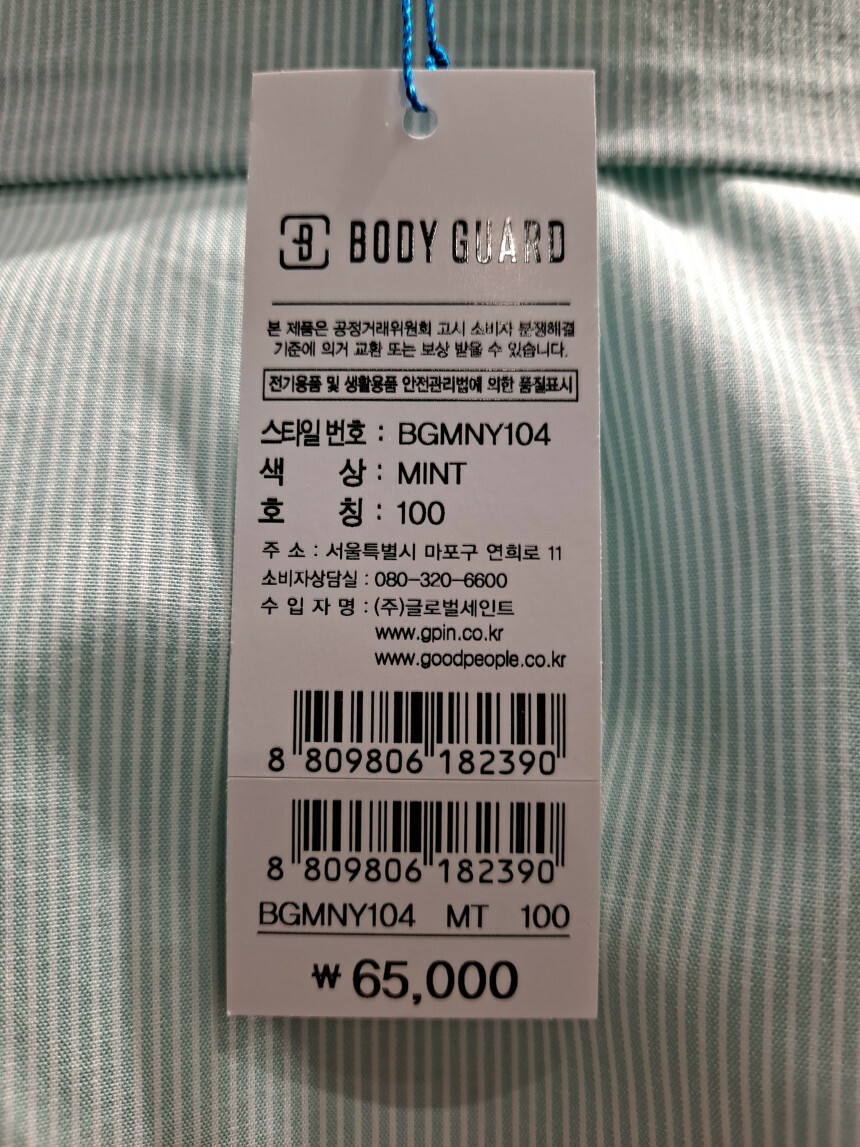 B BODY GUARD
본 제품은 공정거래위원회 고시 소비자 분쟁해결
기준에 의거 교환 또는 보상 받을 수 있습니다.
전기용품 및 생활용품 안전관리법에 의한 품질표시
스타일번호 : BGMNY104
색 상 : MINT
호 칭 : 100
주 소 : 서울특별시 마포구 연희로 11
소비자상담실 : 080-320-6600
수 입 자 명 : (주)글로벌세인트
www.gpin.co.kr
www.goodpeople.co.kr
8 809806 182390
8 809806 182390
BGMNY104 MT 100
₩ 65,000